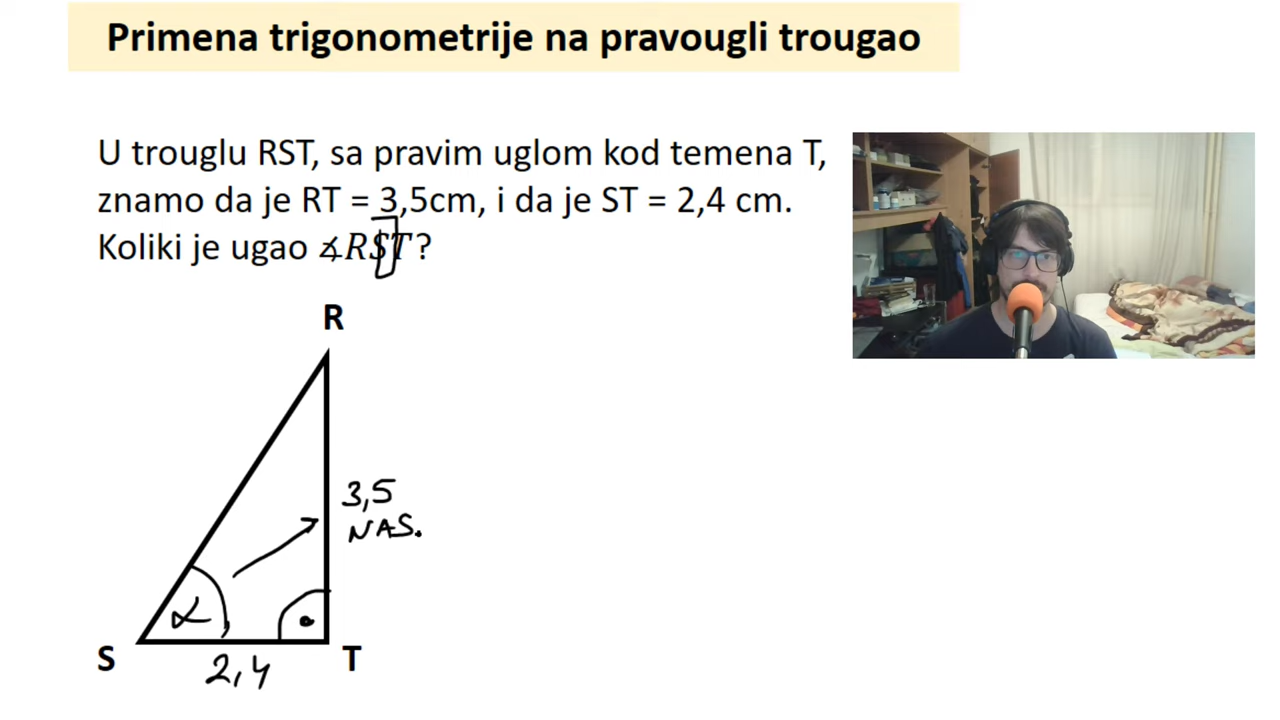 Primena trigonometrije na pravougli trougao
U trouglu RST, sa pravim uglom kod temena T,
znamo da je RT = 3,5cm, i da je ST = 2,4 cm.
Koliki je ugao ∡RST?
R
3,5
NAS.
α
S
T
2,4